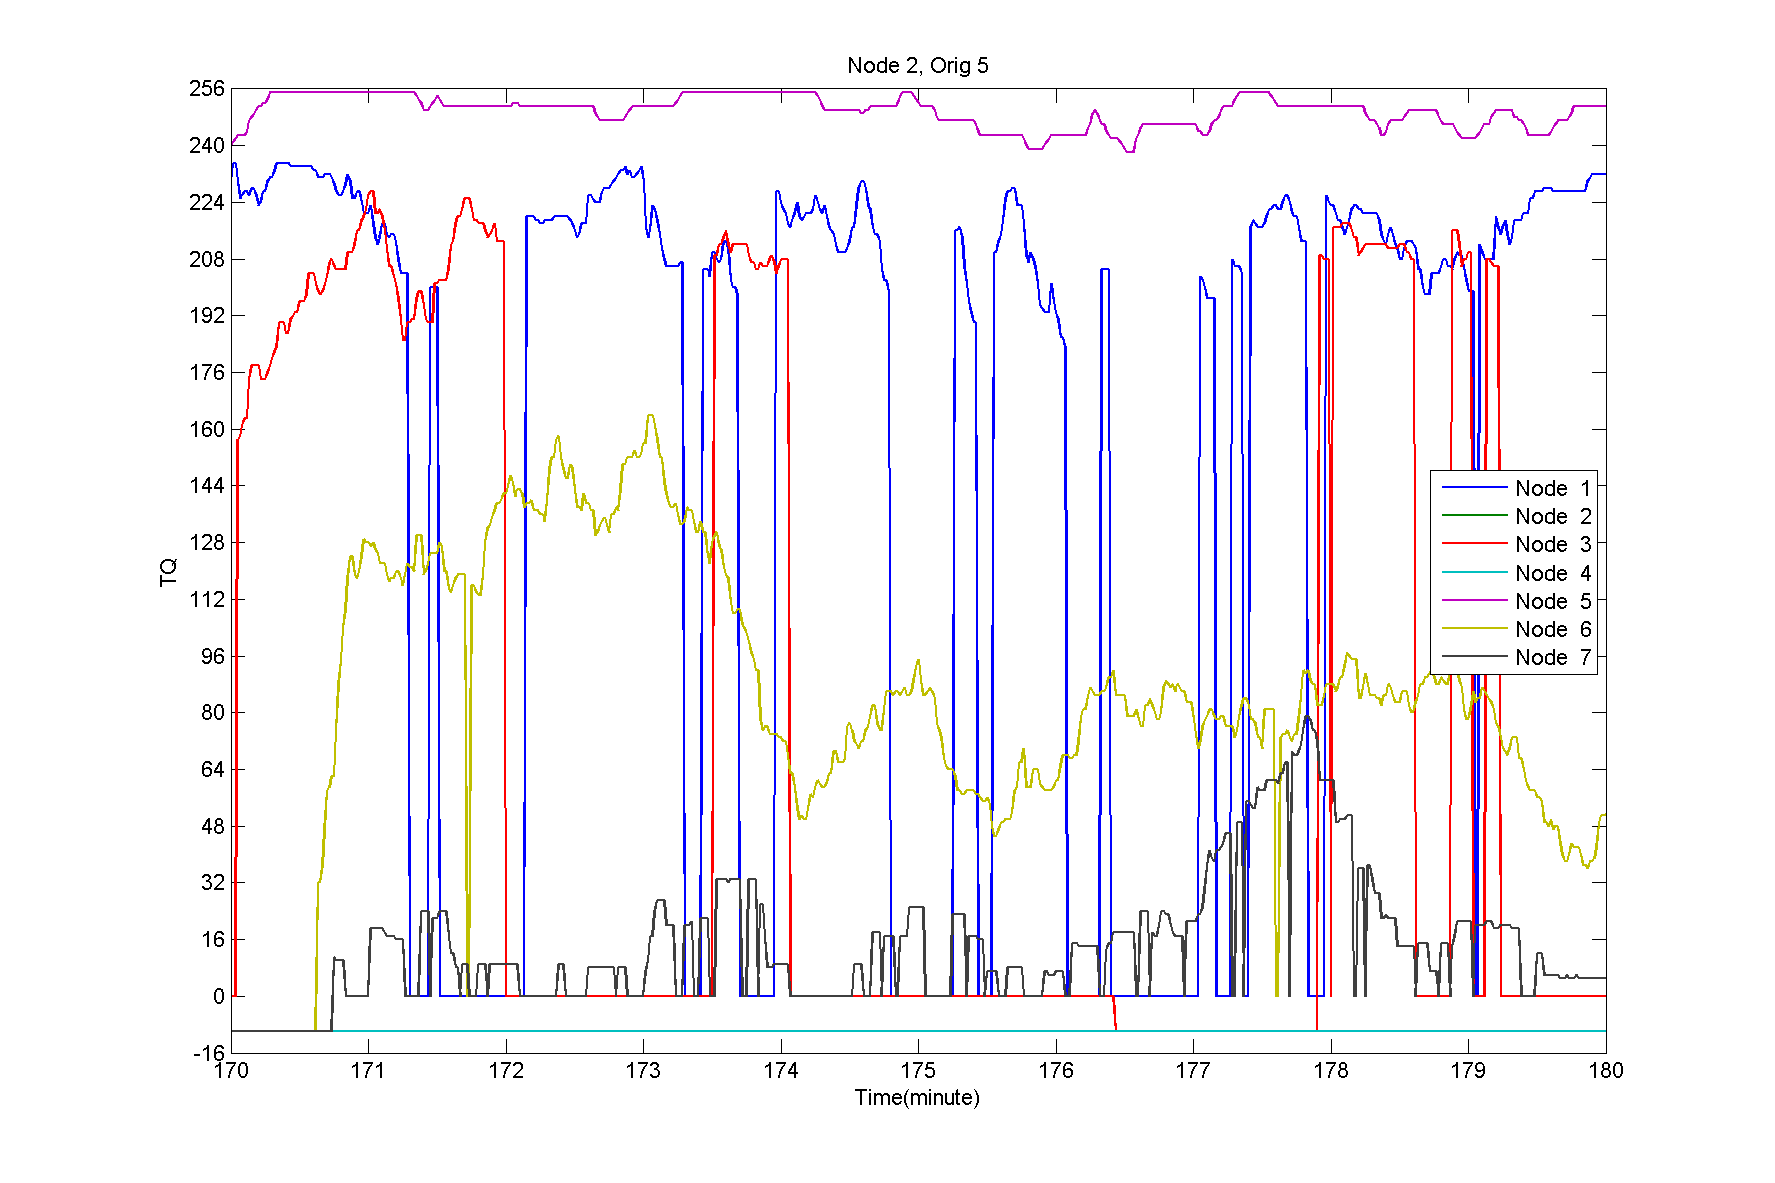 Node 2, Orig 5
256
240
224
208
192
176
160
144
128
112
96
80
64
48
32
16
0
-16
TQ
Node 1
Node 2
Node 3
Node 4
Node 5
Node 6
Node 7
170 171 172 173 174 175 176 177 178 179 180
Time(minute)